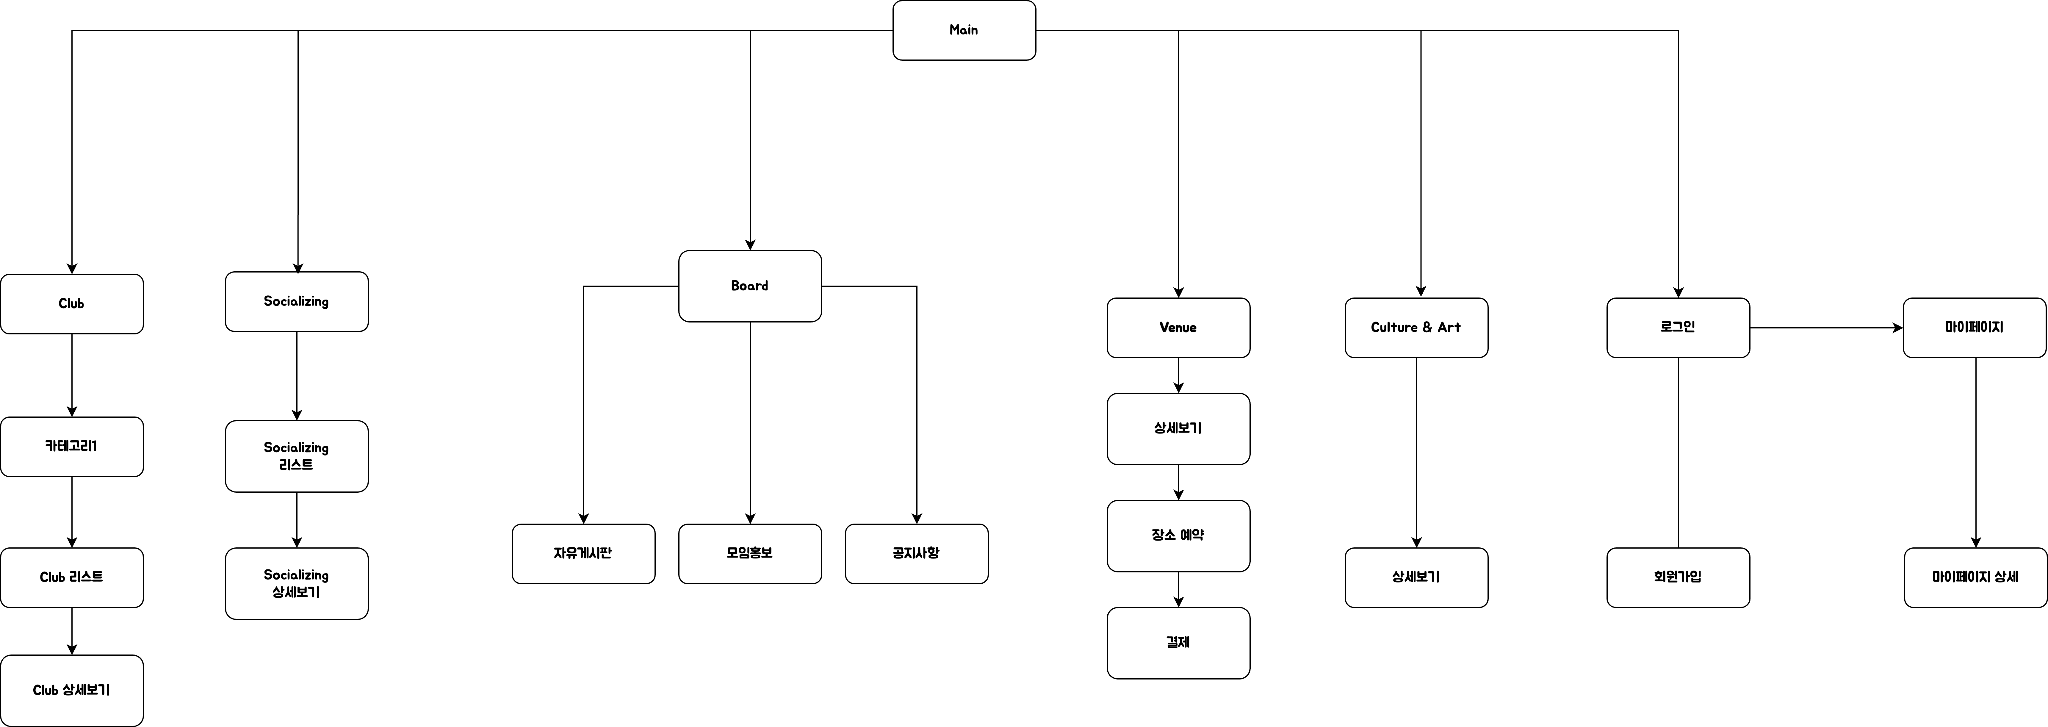 Main
Club
Socializing
Board
Venue
Culture & Art
로그인
마이페이지
카테고리1
Socializing
리스트
상세보기
장소 예약
자유게시판
모임홍보
공지사항
Club 리스트
Socializing
상세보기
상세보기
회원가입
마이페이지 상세
결제
Club 상세보기